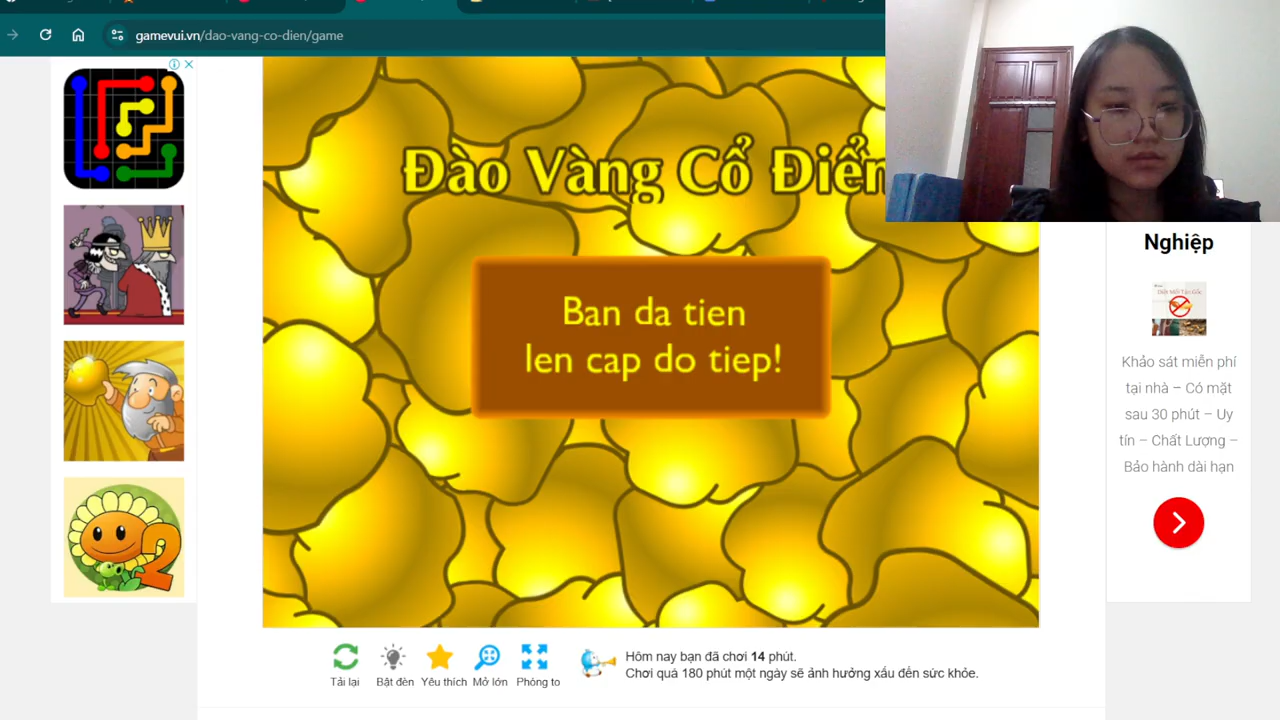 gamevui.vn/dao-vang-co-dien/game
Đào Vàng Cổ Điển
Ban da tien
len cap do tiep!
2
Nghiệp
Khảo sát miễn phí
tại nhà – Có mặt
sau 30 phút – Uy
tín – Chất Lượng –
Bảo hành dài hạn
Tải lại
Bật đèn
Yêu thích
Mở lớn
Phòng to
Hôm nay bạn đã chơi 14 phút.
Chơi quá 180 phút một ngày sẽ ảnh hưởng xấu đến sức khỏe.